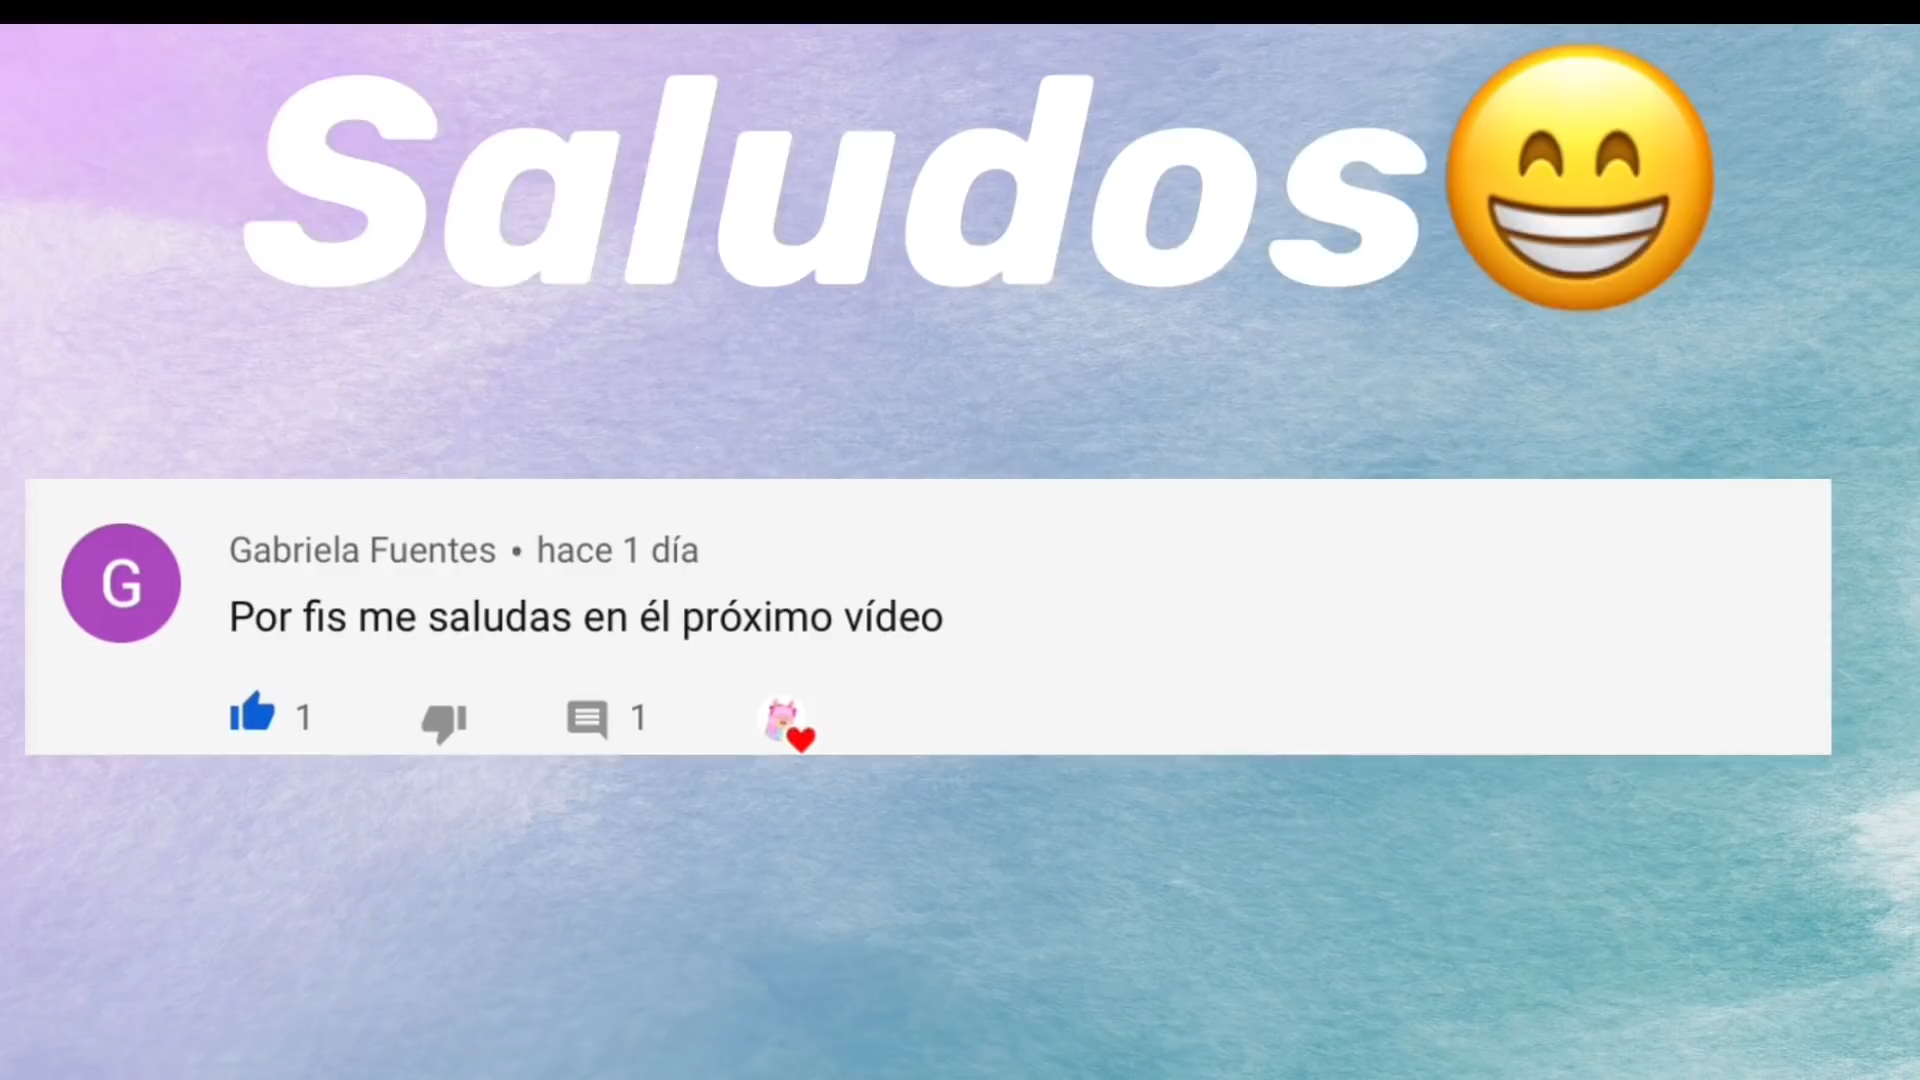 Saludos😁
G
Gabriela Fuentes • hace 1 día
Por fis me saludas en él próximo vídeo
1 1